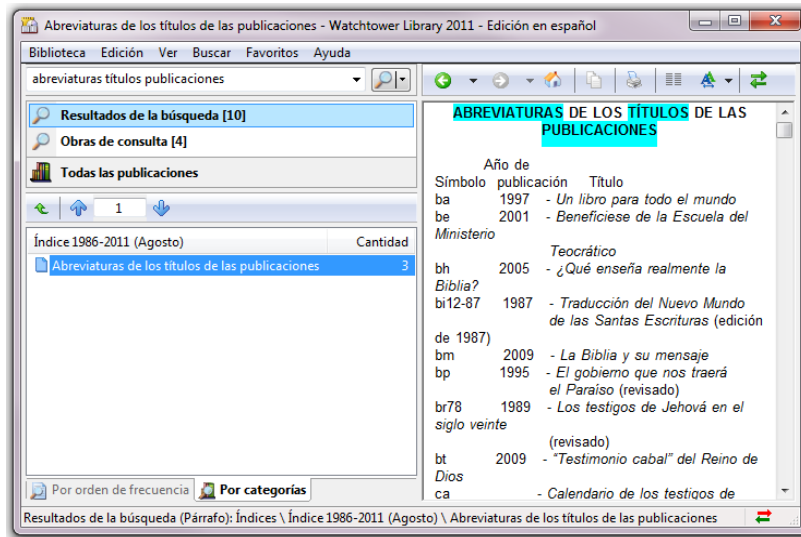 Abreviaturas de los títulos de las publicaciones - Watchtower Library 2011 - Edición en español
Biblioteca Edición Ver Buscar Favoritos Ayuda
abreviaturas títulos publicaciones
Resultados de la búsqueda [10]
Obras de consulta [4]
Todas las publicaciones
1
Índice 1986-2011 (Agosto) Cantidad
Abreviaturas de los títulos de las publicaciones 3
Por orden de frecuencia Por categorías
ABREVIATURAS DE LOS TÍTULOS DE LAS
PUBLICACIONES
Año de
Símbolo publicación Título
ba 1997 - Un libro para todo el mundo
be 2001 - Benefíciese de la Escuela del
Ministerio
Teocrático
bh 2005 - ¿Qué enseña realmente la
Biblia?
bi12-87 1987 - Traducción del Nuevo Mundo
de las Santas Escrituras (edición
de 1987)
bm 2009 - La Biblia y su mensaje
bp 1995 - El gobierno que nos traerá
el Paraíso (revisado)
br78 1989 - Los testigos de Jehová en el
siglo veinte
(revisado)
bt 2009 - “Testimonio cabal” del Reino de
Dios
ca - Calendario de los testigos de
Resultados de la búsqueda (Párrafo): Índices \ Índice 1986-2011 (Agosto) \ Abreviaturas de los títulos de las publicaciones